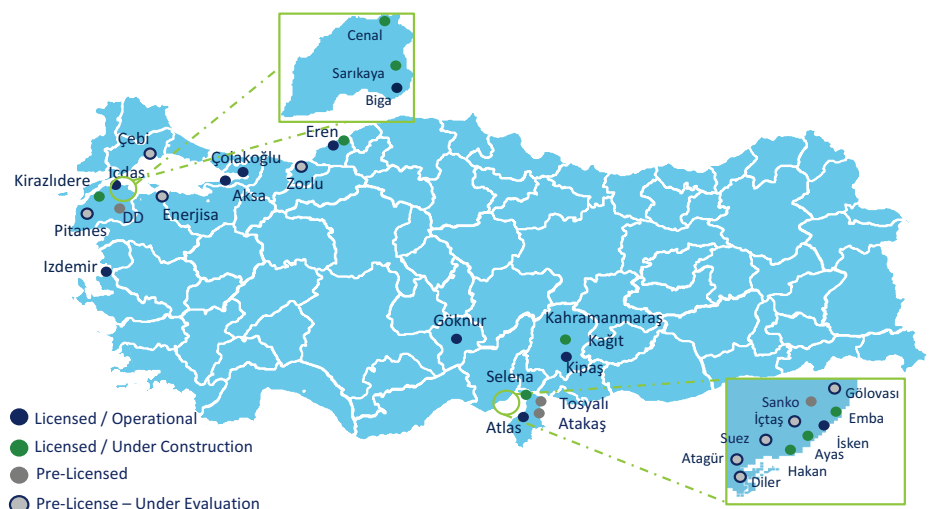 Cenal
Sarıkaya
Biga
Eren
Çebi
Çolakoğlu
Kirazlıdere
Içdaş
Zorlu
Aksa
Enerjisa
DD
Pitanes
Izdemir
Göknur
Kahramanmaraş
Kağıt
Kipaş
Selena
Tosyalı
Atlas
Atakaş
Gölovası
Sanko
Emba
İçtaş
İsken
Suez
Ayas
Atagür
Hakan
Diler
Licensed / Operational
Licensed / Under Construction
Pre-Licensed
Pre-License – Under Evaluation